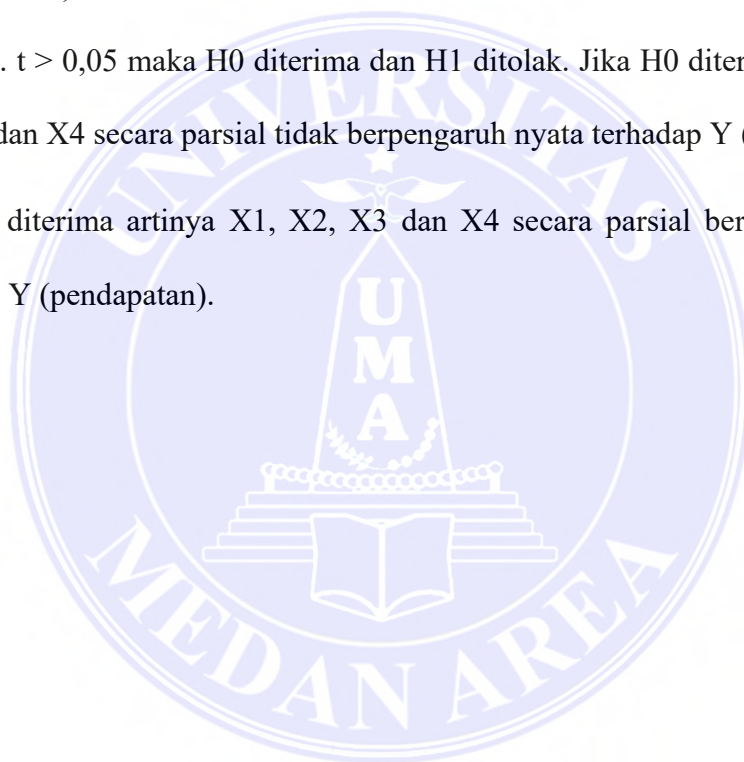 . t > 0,05 maka H0 diterima dan H1 ditolak. Jika H0 diter
dan X4 secara parsial tidak berpengaruh nyata terhadap Y (
diterima artinya X1, X2, X3 dan X4 secara parsial ber
Y (pendapatan).
UNIVERSITAS
UMA
MEDAN AREA